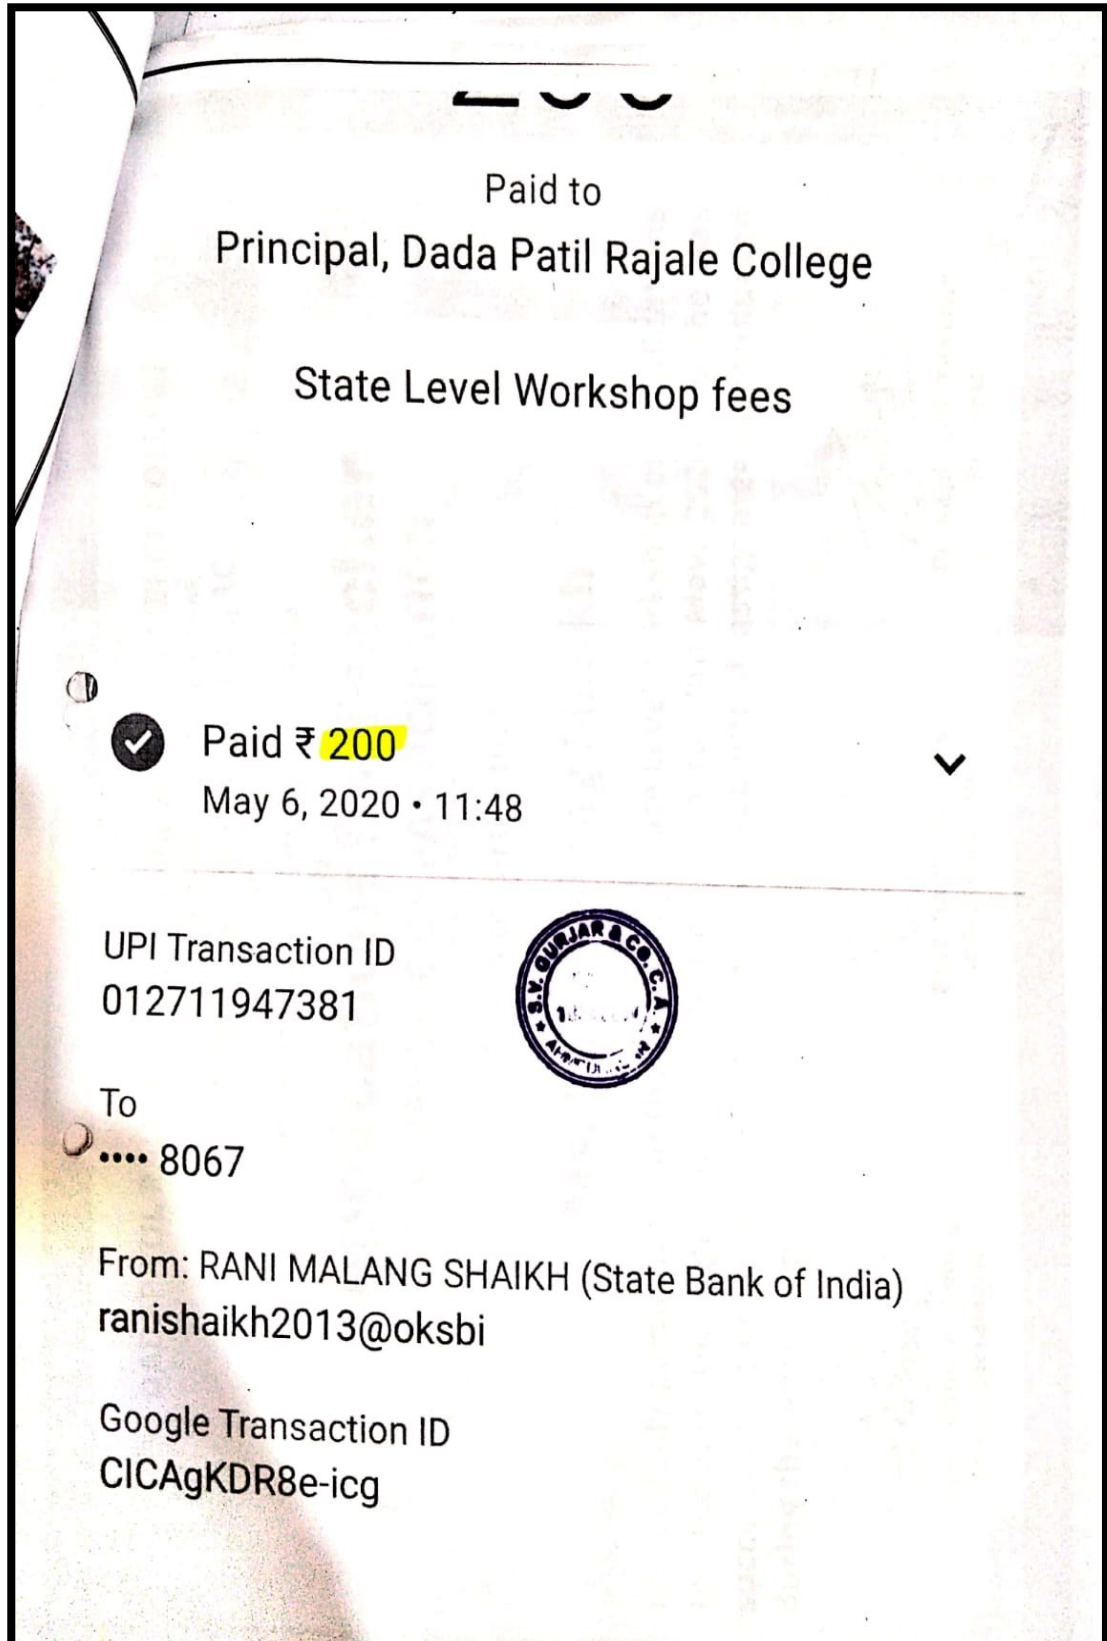 Paid to
Principal, Dada Patil Rajale College
State Level Workshop fees
Paid ₹ 200
May 6, 2020 • 11:48
UPI Transaction ID
012711947381
S.V. GURJAR & CO. C. A.
To
•••• 8067
From: RANI MALANG SHAIKH (State Bank of India)
ranishaikh2013@oksbi
Google Transaction ID
CICAgKDR8e-icg